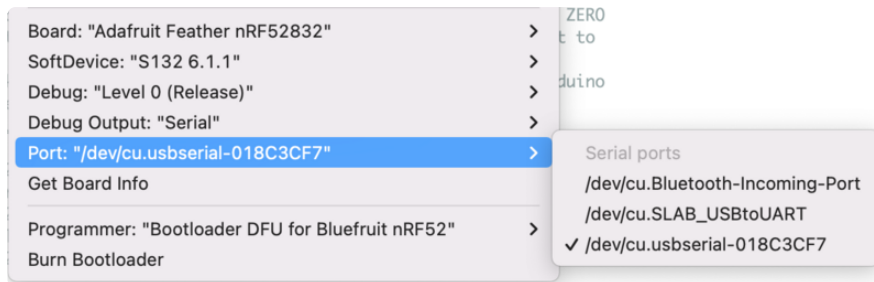 ZERO
Board: "Adafruit Feather nRF52832"
t to
SoftDevice: "S132 6.1.1"
duino
Debug: "Level 0 (Release)"
Debug Output: "Serial"
Port: "/dev/cu.usbserial-018C3CF7"
Get Board Info
Programmer: "Bootloader DFU for Bluefruit nRF52"
Burn Bootloader
Serial ports
/dev/cu.Bluetooth-Incoming-Port
/dev/cu.SLAB_USBtoUART
✓ /dev/cu.usbserial-018C3CF7